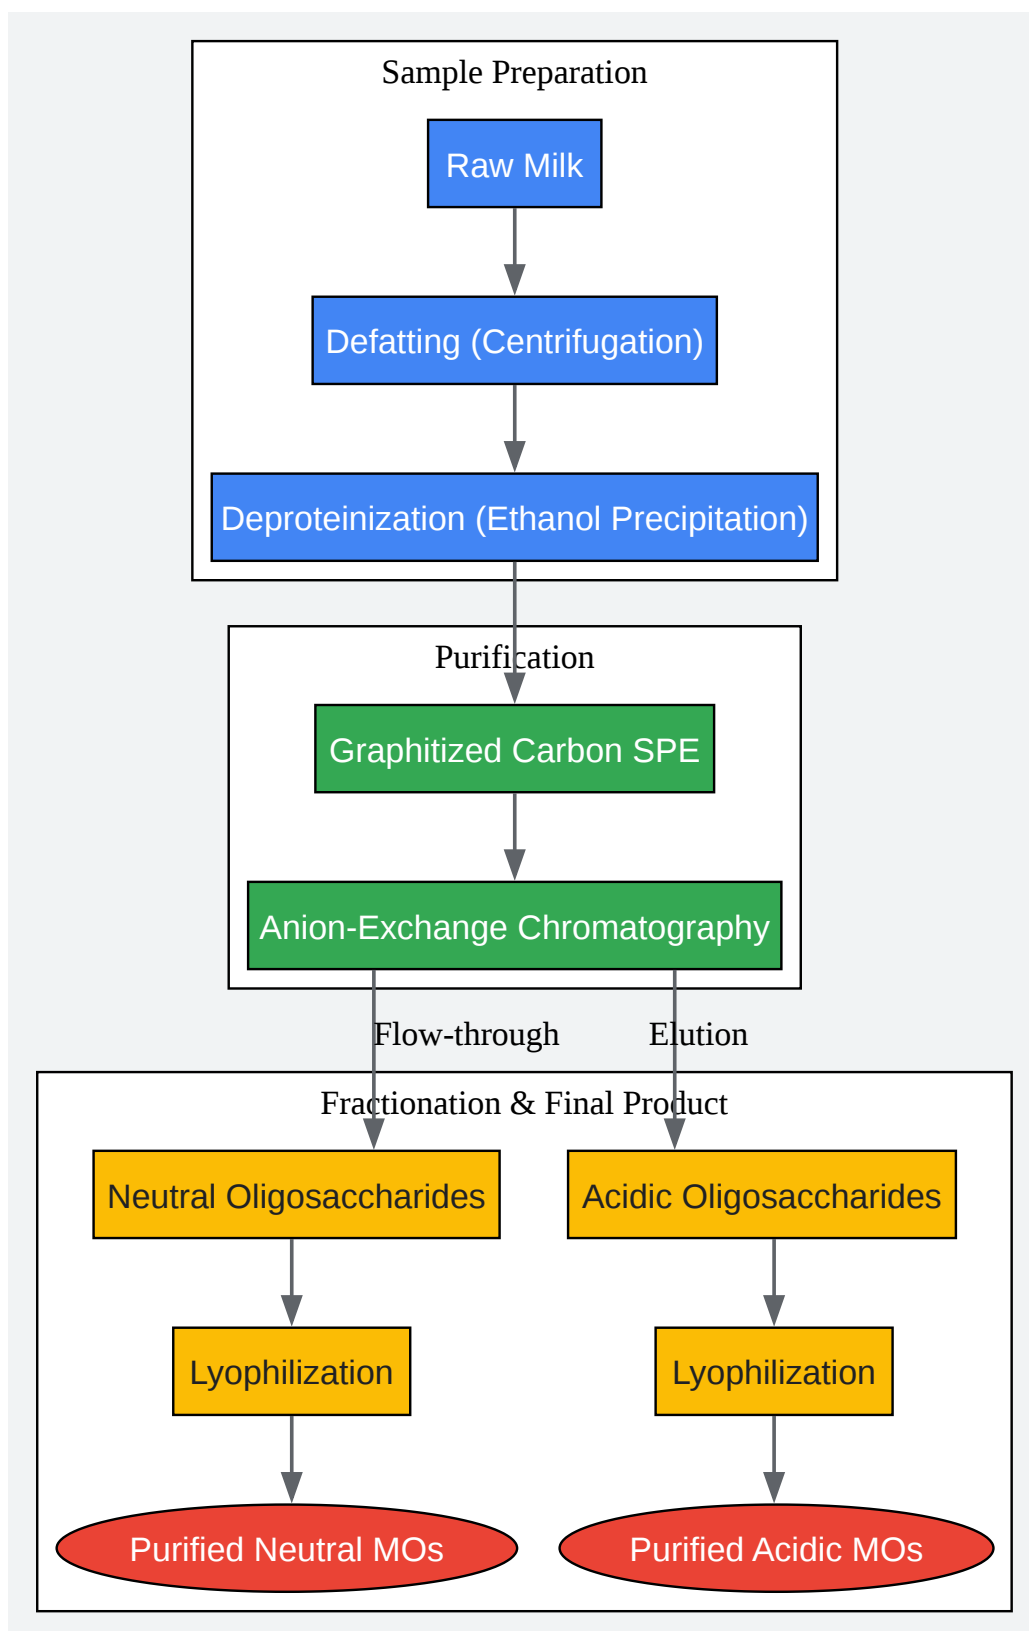 Sample Preparation
Raw Milk
Defatting (Centrifugation)
Deproteinization (Ethanol Precipitation)
Purification
Graphitized Carbon SPE
Anion-Exchange Chromatography
Flow-through
Elution
Fractionation & Final Product
Neutral Oligosaccharides
Acidic Oligosaccharides
Lyophilization
Lyophilization
Purified Neutral MOs
Purified Acidic MOs